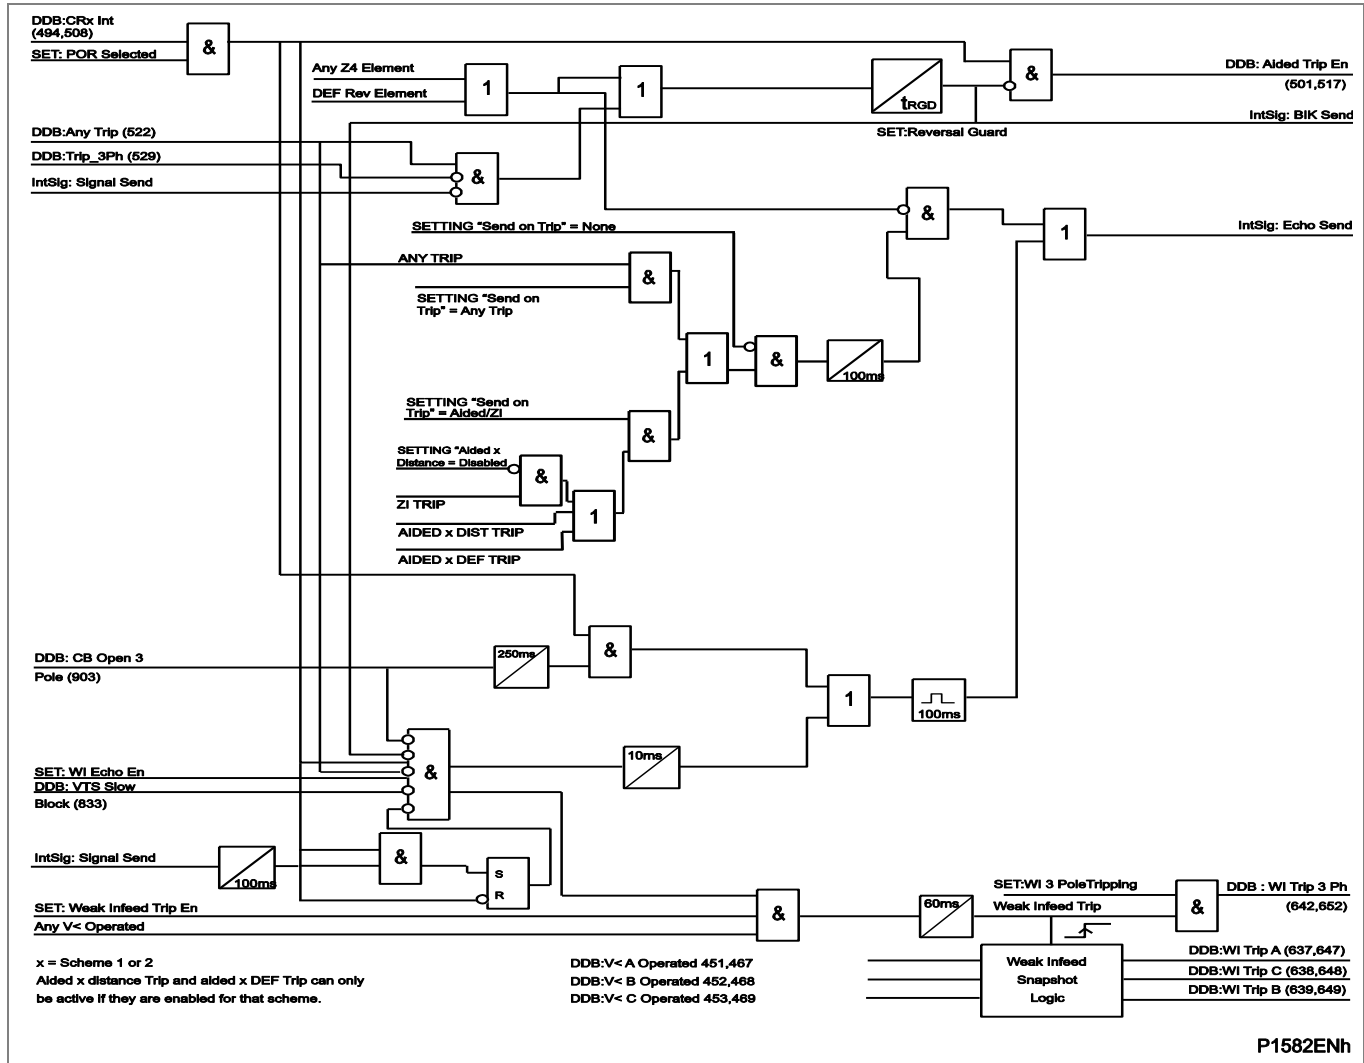 DDB:CRx Int
(494,508)
SET: POR Selected
&
Any Z4 Element
DEF Rev Element
1
1
tRGD
SET:Reversal Guard
&
DDB: Aided Trip En
(501,517)
IntSig: BlK Send
DDB:Any Trip (522)
DDB:Trip_3Ph (529)
IntSig: Signal Send
&
&
1
IntSig: Echo Send
SETTING "Send on Trip" = None
ANY TRIP
&
SETTING "Send on
Trip" = Any Trip
1
&
100ms
SETTING "Send on
Trip" = Aided/ZI
&
SETTING "Aided x
Distance = Disabled
&
ZI TRIP
1
AIDED x DIST TRIP
AIDED x DEF TRIP
DDB: CB Open 3
Pole (903)
250ms
&
1
100ms
&
10ms
SET: WI Echo En
DDB: VTS Slow
Block (833)
IntSig: Signal Send
100ms
&
S
R
SET: Weak Infeed Trip En
Any V< Operated
&
60ms
SET:WI 3 PoleTripping
Weak Infeed Trip
&
DDB : WI Trip 3 Ph
(642,652)
x = Scheme 1 or 2
Aided x distance Trip and aided x DEF Trip can only
be active if they are enabled for that scheme.
DDB:V< A Operated 451,467
DDB:V< B Operated 452,468
DDB:V< C Operated 453,469
Weak Infeed
Snapshot
Logic
DDB:WI Trip A (637,647)
DDB:WI Trip C (638,648)
DDB:WI Trip B (639,649)
P1582ENh